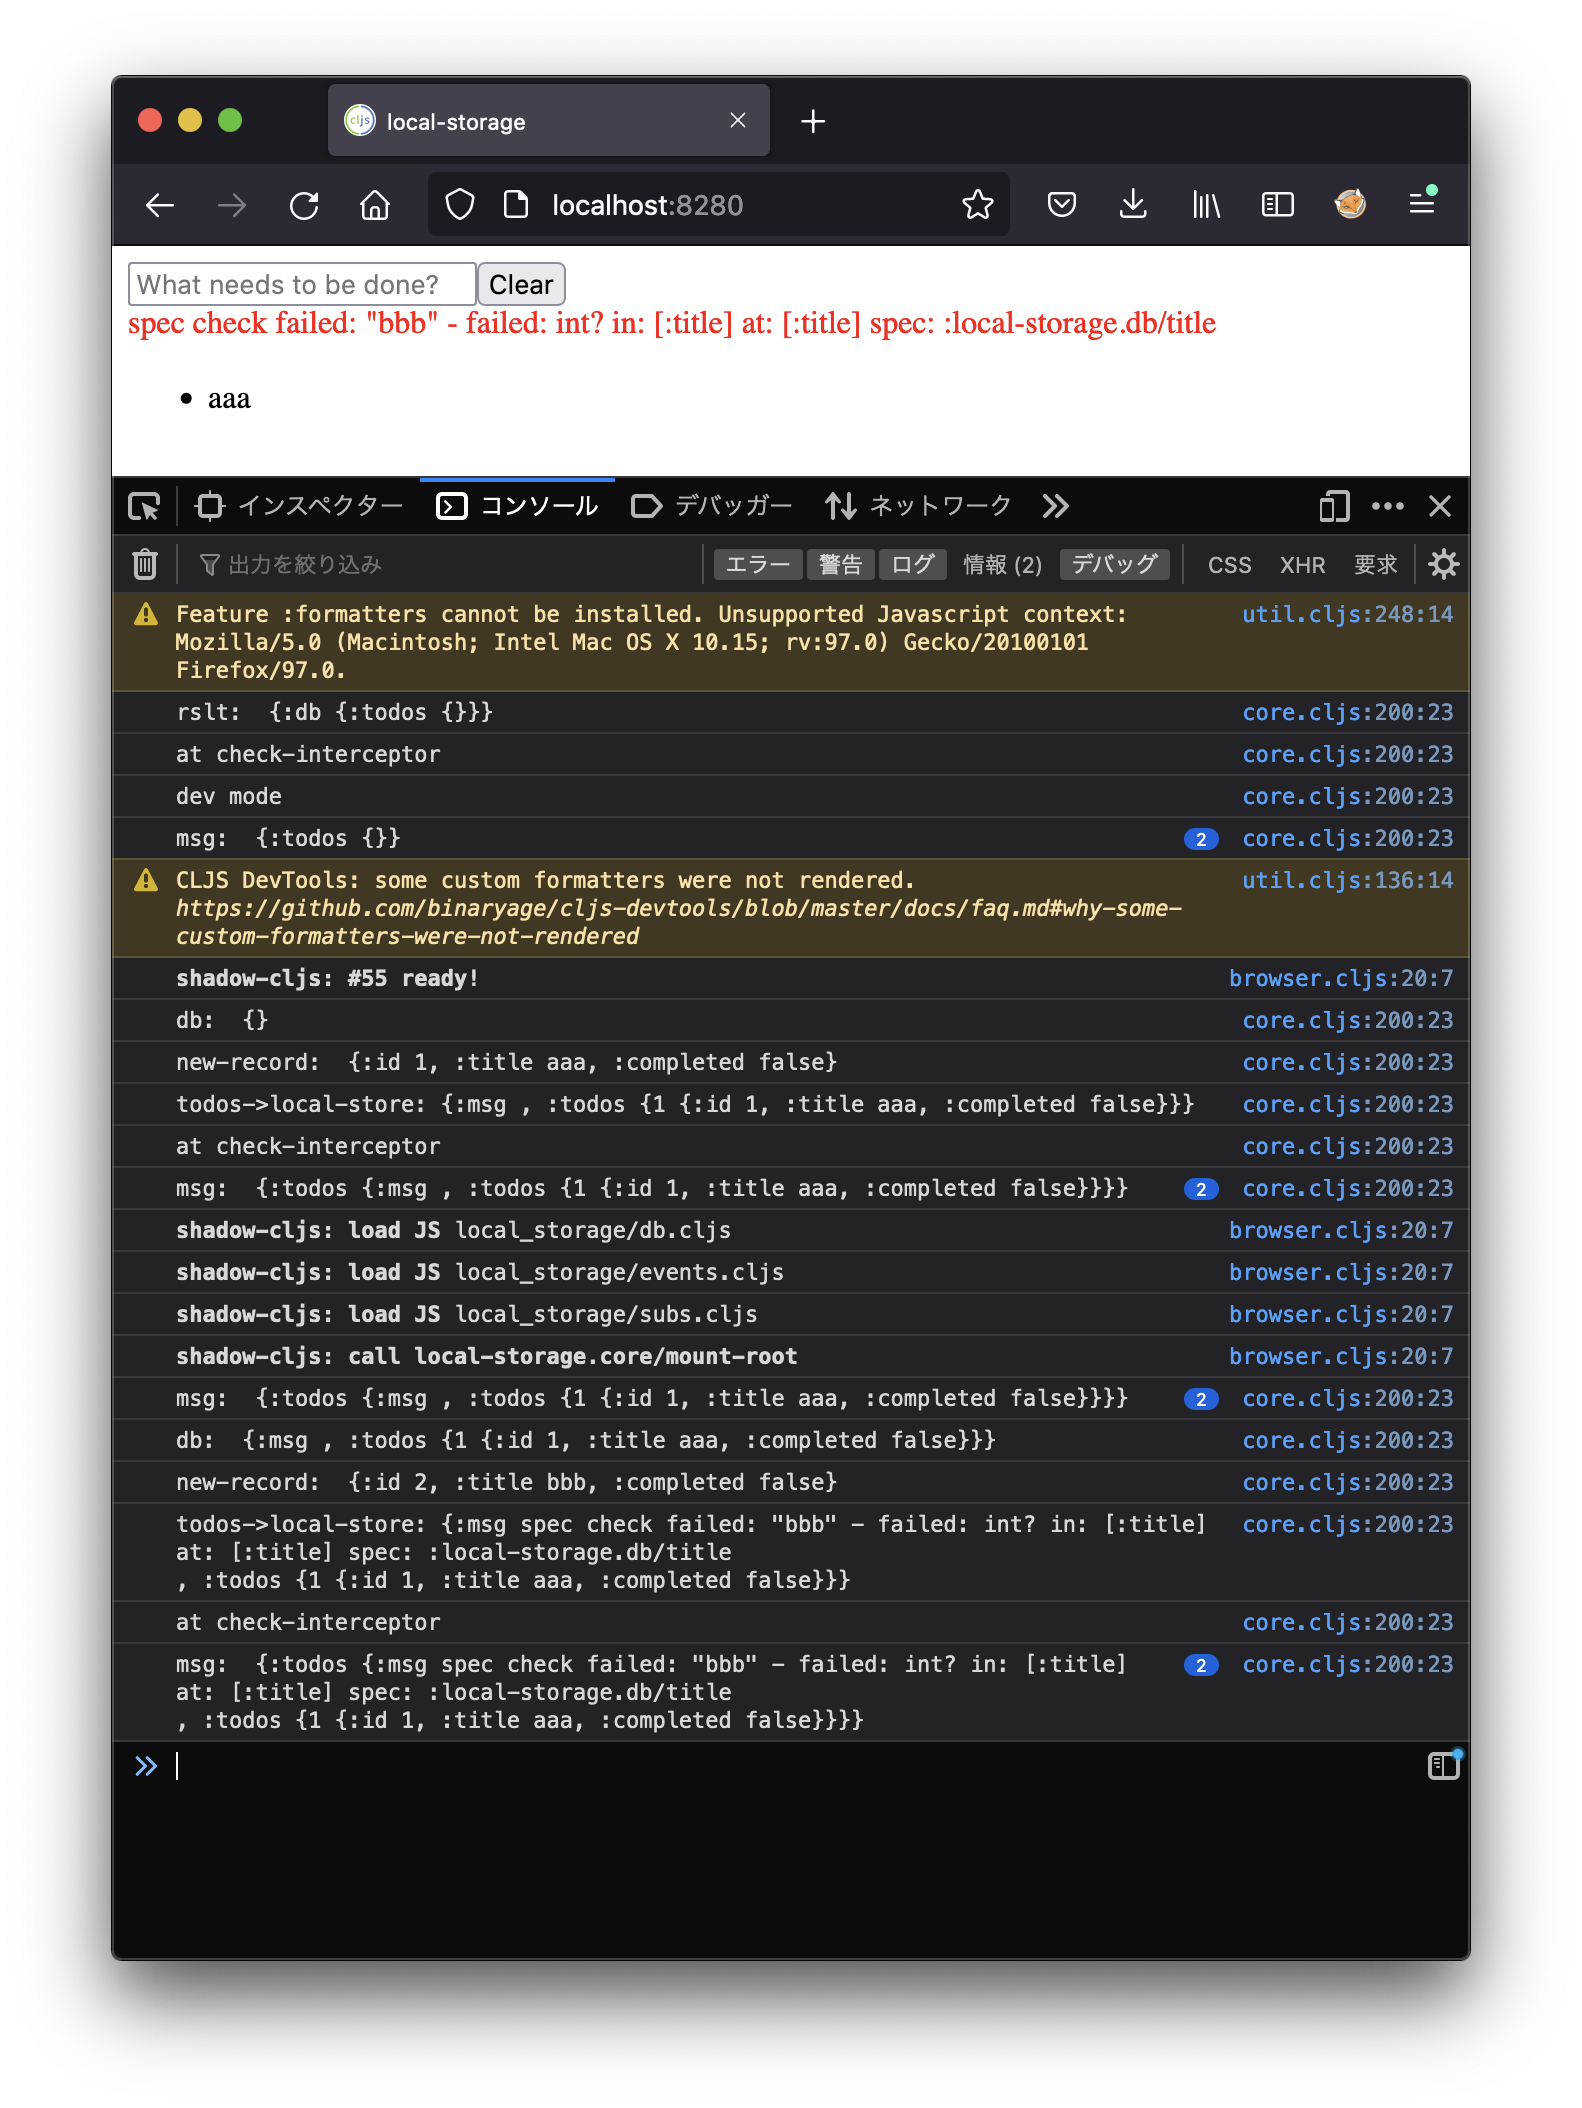 cljs local-storage
localhost:8280
What needs to be done? Clear
spec check failed: "bbb" - failed: int? in: [:title] at: [:title] spec: :local-storage.db/title
• aaa
インスペクター コンソール デバッガー ネットワーク
出力を絞り込み エラー 警告 ログ 情報 (2) デバッグ CSS XHR 要求
Feature :formatters cannot be installed. Unsupported Javascript context: util.cljs:248:14
Mozilla/5.0 (Macintosh; Intel Mac OS X 10.15; rv:97.0) Gecko/20100101
Firefox/97.0.
rslt:  {:db {:todos {}}} core.cljs:200:23
at check-interceptor core.cljs:200:23
dev mode core.cljs:200:23
msg:  {:todos {}} 2 core.cljs:200:23
CLJS DevTools: some custom formatters were not rendered. util.cljs:136:14
https://github.com/binaryage/cljs-devtools/blob/master/docs/faq.md#why-some-
custom-formatters-were-not-rendered
shadow-cljs: #55 ready! browser.cljs:20:7
db:  {} core.cljs:200:23
new-record:  {:id 1, :title aaa, :completed false} core.cljs:200:23
todos->local-store: {:msg , :todos {1 {:id 1, :title aaa, :completed false}}} core.cljs:200:23
at check-interceptor core.cljs:200:23
msg:  {:todos {:msg , :todos {1 {:id 1, :title aaa, :completed false}}}} 2 core.cljs:200:23
shadow-cljs: load JS local_storage/db.cljs browser.cljs:20:7
shadow-cljs: load JS local_storage/events.cljs browser.cljs:20:7
shadow-cljs: load JS local_storage/subs.cljs browser.cljs:20:7
shadow-cljs: call local-storage.core/mount-root browser.cljs:20:7
msg:  {:todos {:msg , :todos {1 {:id 1, :title aaa, :completed false}}}} 2 core.cljs:200:23
db:  {:msg , :todos {1 {:id 1, :title aaa, :completed false}}} core.cljs:200:23
new-record:  {:id 2, :title bbb, :completed false} core.cljs:200:23
todos->local-store: {:msg spec check failed: "bbb" - failed: int? in: [:title] core.cljs:200:23
at: [:title] spec: :local-storage.db/title
, :todos {1 {:id 1, :title aaa, :completed false}}}
at check-interceptor core.cljs:200:23
msg:  {:todos {:msg spec check failed: "bbb" - failed: int? in: [:title] 2 core.cljs:200:23
at: [:title] spec: :local-storage.db/title
, :todos {1 {:id 1, :title aaa, :completed false}}}}